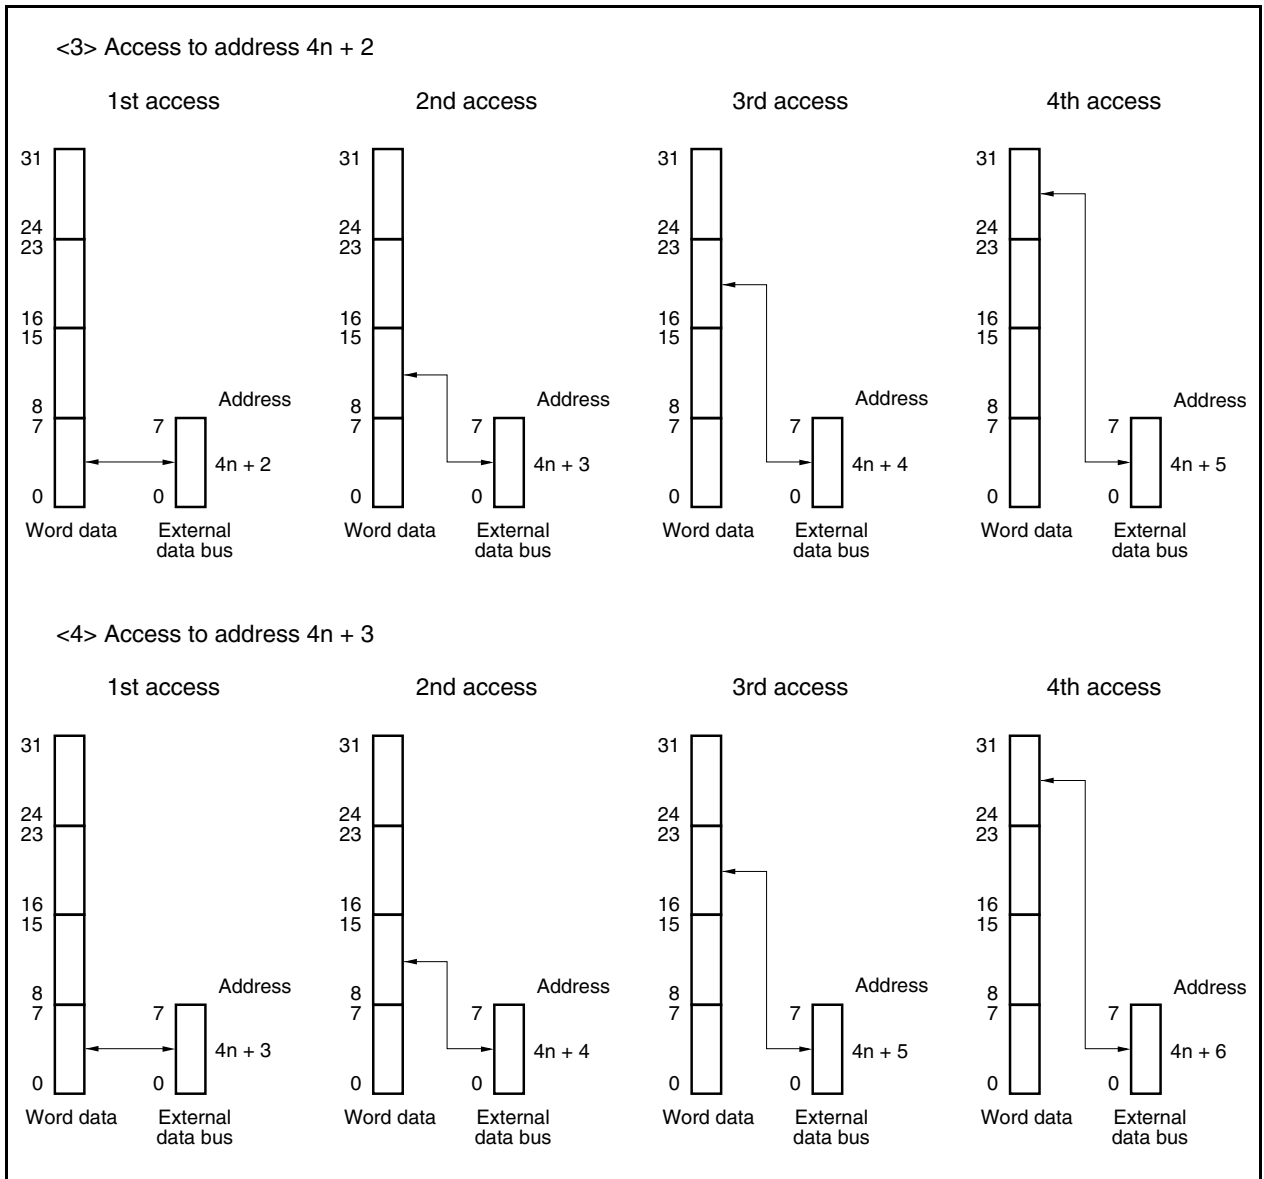 <3> Access to address 4n + 2
1st access 2nd access 3rd access 4th access
31 31 31 31
24 24 24 24
23 23 23 23
16 16 16 16
15 15 15 15
Address Address Address Address
8 8 8 8
7 7 7 7 7 7 7 7
4n + 2 4n + 3 4n + 4 4n + 5
0 0 0 0 0 0 0 0
Word data External Word data External Word data External Word data External
data bus data bus data bus data bus
<4> Access to address 4n + 3
1st access 2nd access 3rd access 4th access
31 31 31 31
24 24 24 24
23 23 23 23
16 16 16 16
15 15 15 15
Address Address Address Address
8 8 8 8
7 7 7 7 7 7 7 7
4n + 3 4n + 4 4n + 5 4n + 6
0 0 0 0 0 0 0 0
Word data External Word data External Word data External Word data External
data bus data bus data bus data bus